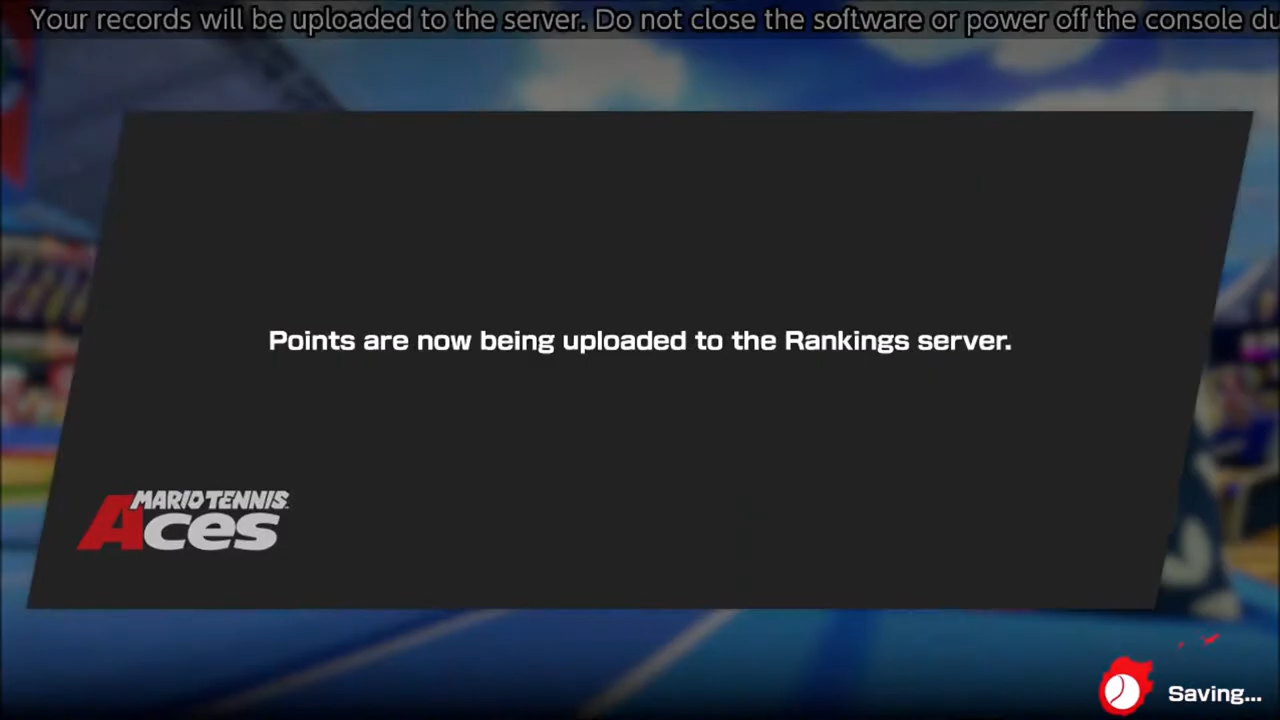 Your records will be uploaded to the server. Do not close the software or power off the console du
Points are now being uploaded to the Rankings server.
MARIO TENNIS
Aces
Saving...